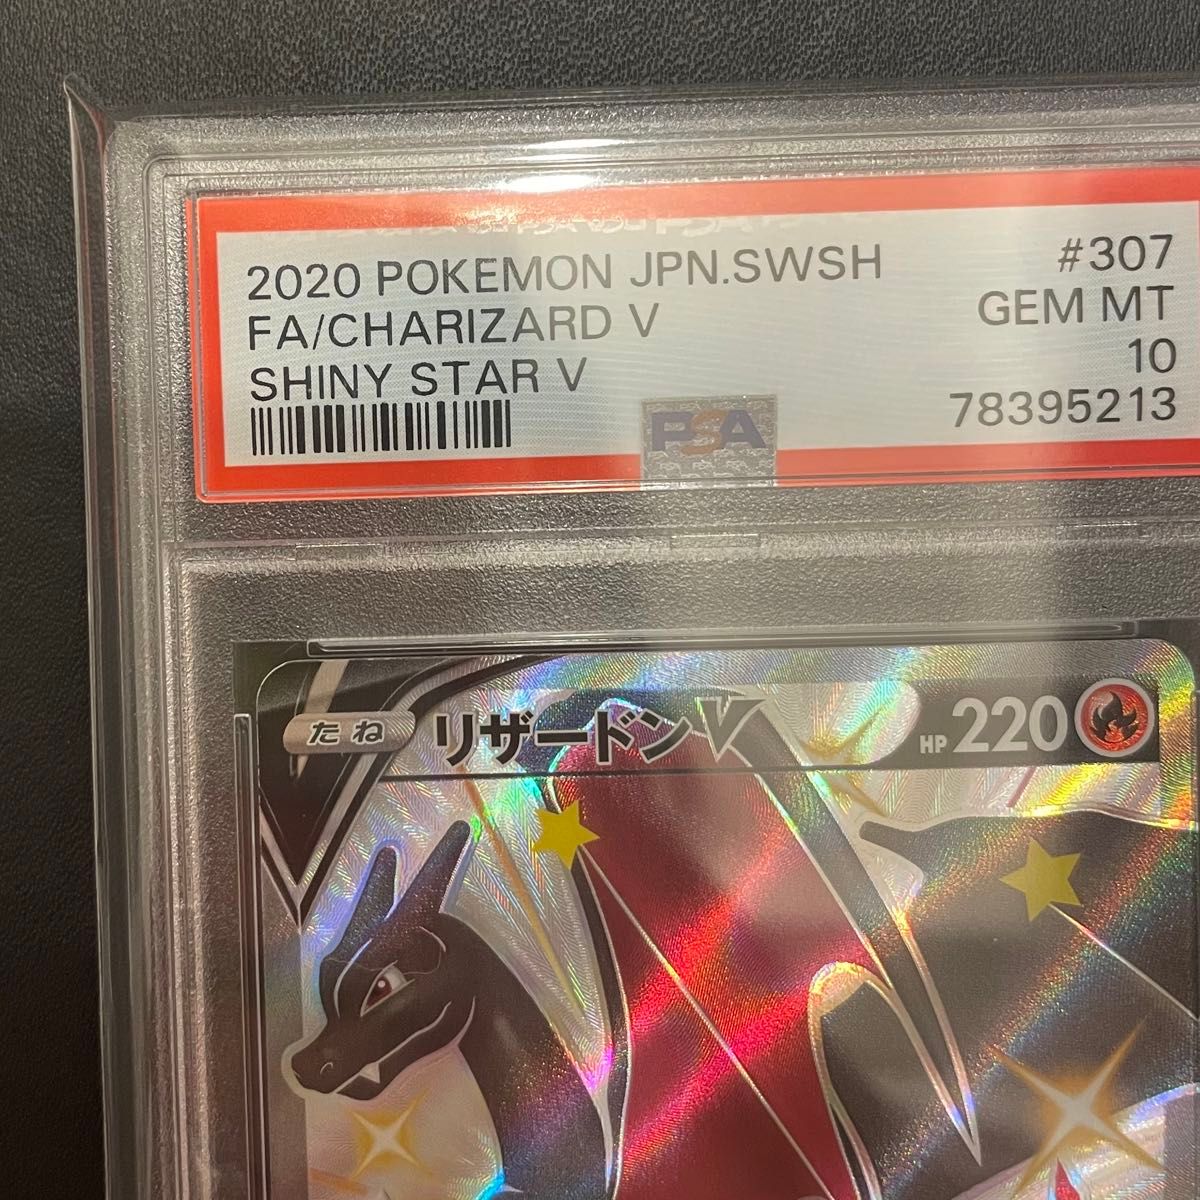 2020 POKEMON JPN.SWSH #307
FA/CHARIZARD V GEM MT
SHINY STAR V 10
78395213
PSA
たね リザードンV HP 220